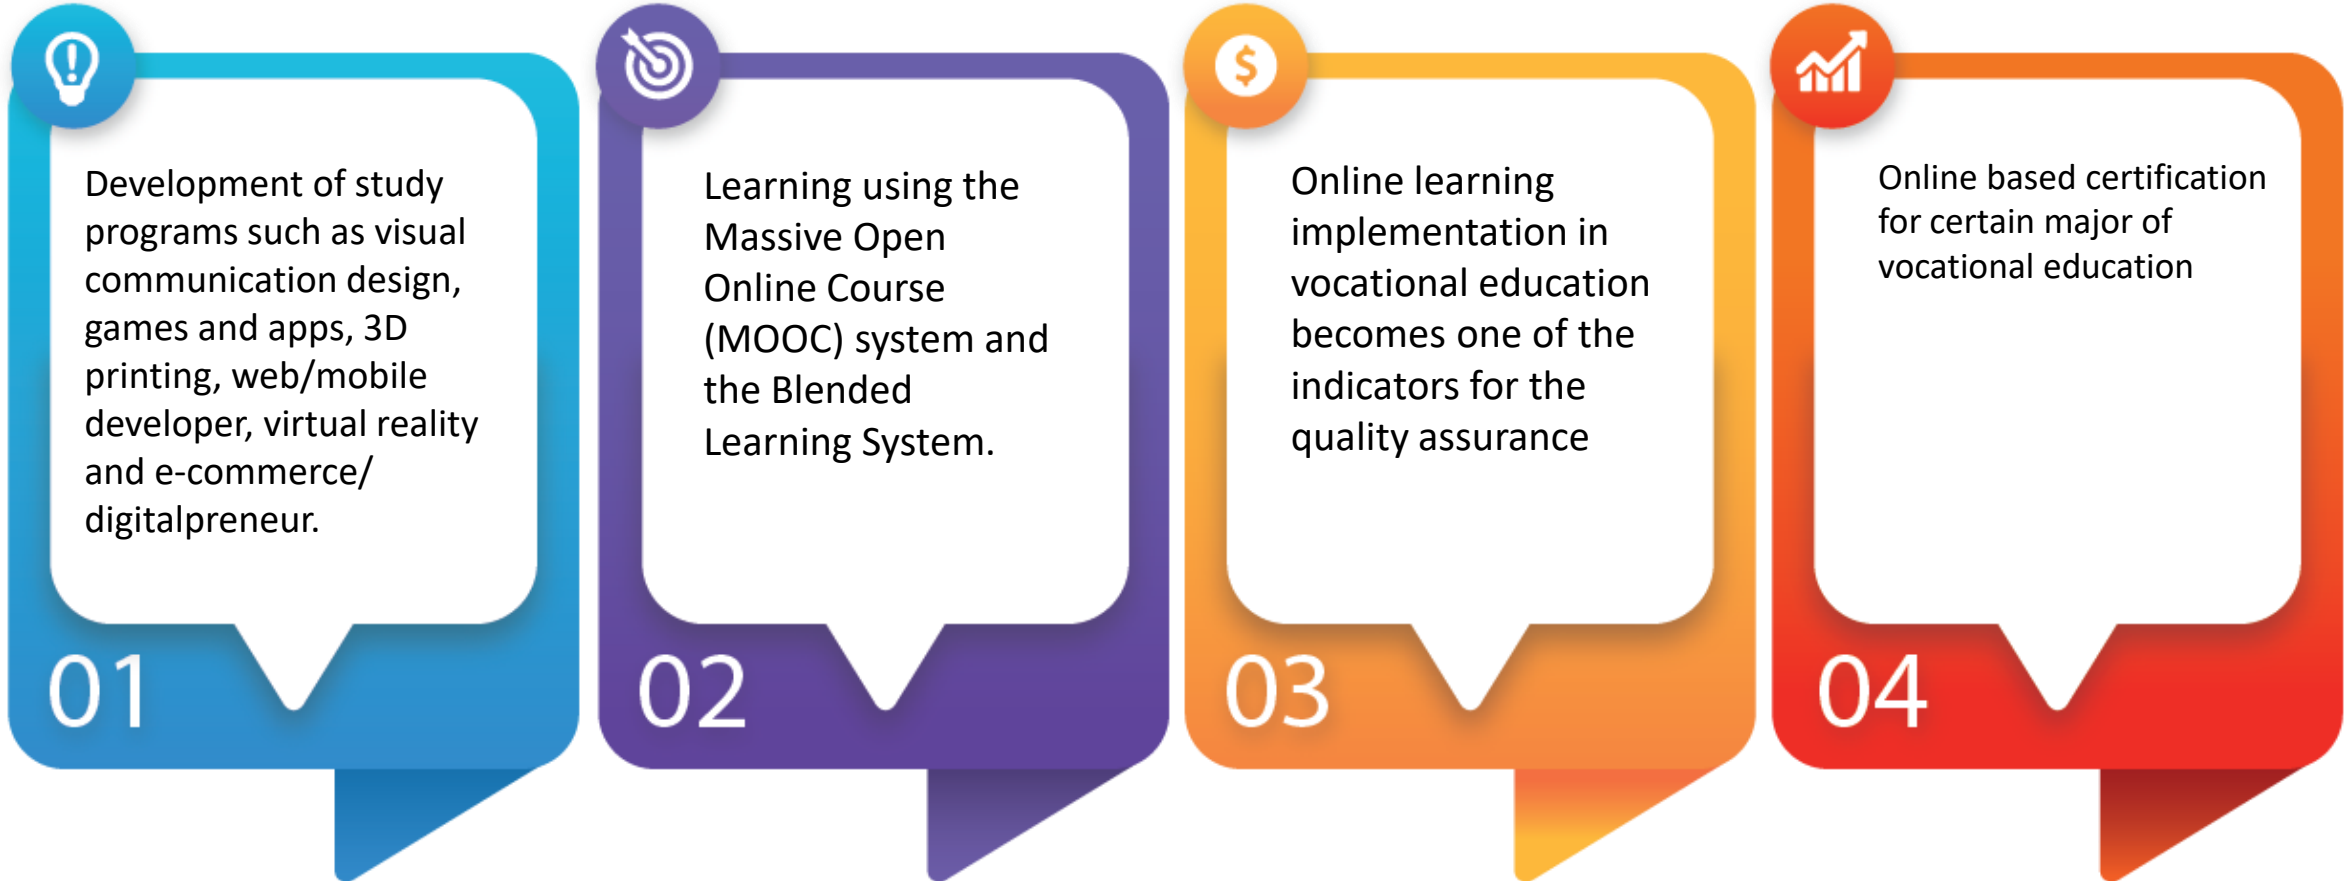 Development of study
programs such as visual
communication design,
games and apps, 3D
printing, web/mobile
developer, virtual reality
and e-commerce/
digitalpreneur.
01
Learning using the
Massive Open
Online Course
(MOOC) system and
the Blended
Learning System.
02
$
Online learning
implementation in
vocational education
becomes one of the
indicators for the
quality assurance
03
Online based certification
for certain major of
vocational education
04